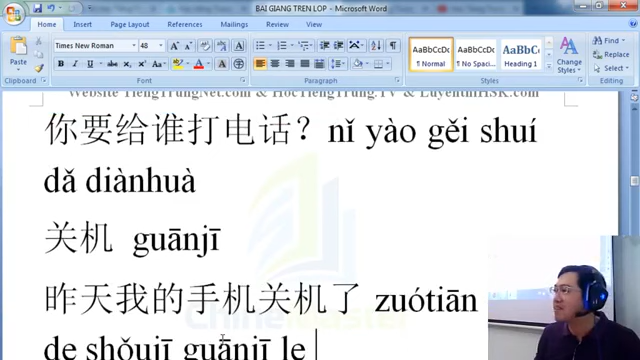 BAI GIANG TREN LOP - Microsoft Word
Home Insert Page Layout References Mailings Review View
Paste
Times New Roman 48
AaBbCcDc AaBbCcDc AaBbCc
¶ Normal ¶ No Spaci... Heading 1
Change Styles
Find
Replace
Select
Clipboard Font Paragraph Styles Editing
Website TiengTrungNet.com & HocTiengTrung.TV & LuyenthiHSK.com
你要给谁打电话？nǐ yào gěi shuí
dǎ diànhuà
关机 guānjī
昨天我的手机关机了 zuótiān
de shǒujī guānjī le